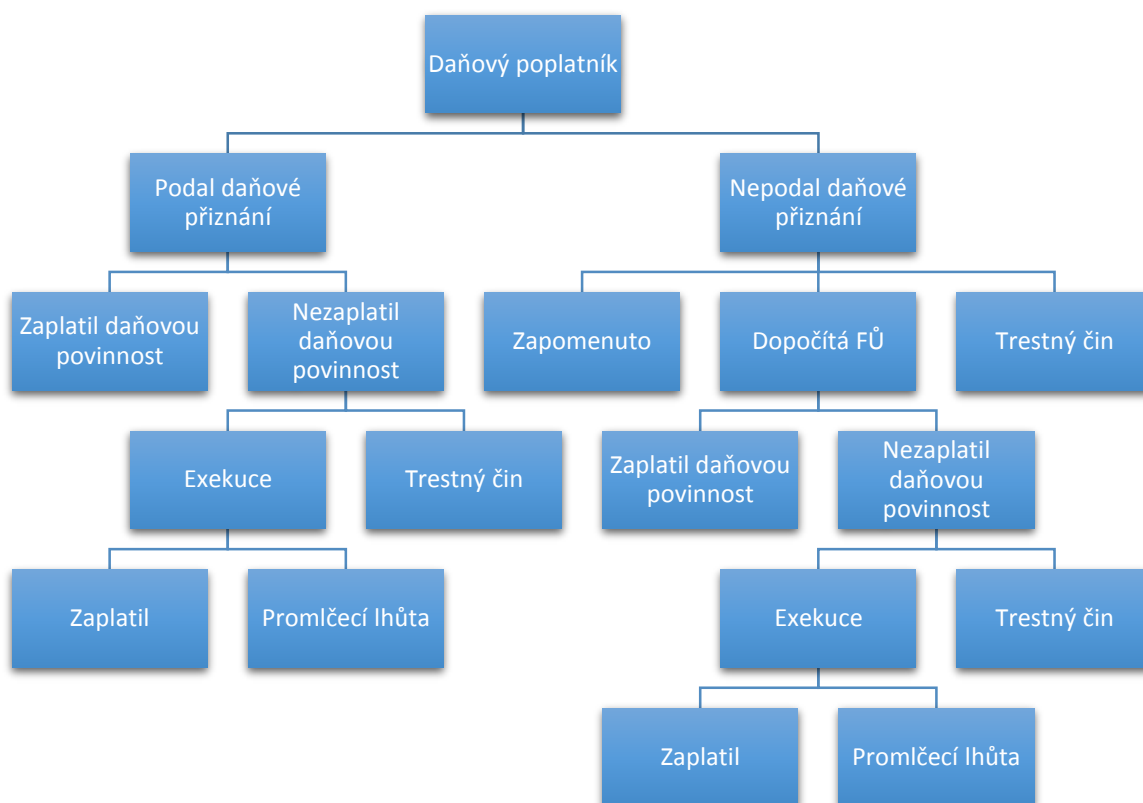 Daňový poplatník
Podal daňové
přiznání
Nepodal daňové
přiznání
Zaplatil daňovou
povinnost
Nezaplatil
daňovou
povinnost
Zapomenuto
Dopočítá FŮ
Trestný čin
Exekuce
Trestný čin
Zaplatil daňovou
povinnost
Nezaplatil
daňovou
povinnost
Zaplatil
Promlčecí lhůta
Exekuce
Trestný čin
Zaplatil
Promlčecí lhůta